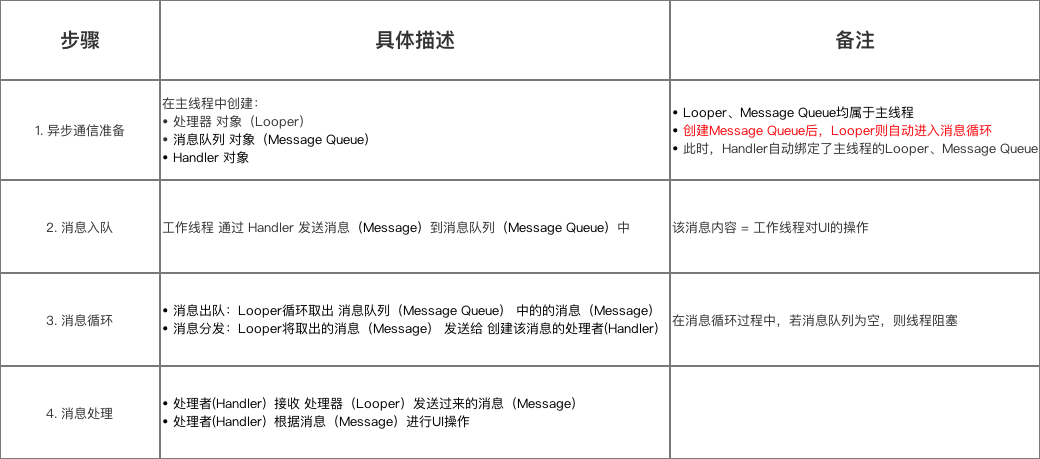 步骤
具体描述
备注
1. 异步通信准备
在主线程中创建：
• 处理器 对象（Looper）
• 消息队列 对象（Message Queue）
• Handler 对象
• Looper、Message Queue均属于主线程
• 创建Message Queue后，Looper则自动进入消息循环
• 此时，Handler自动绑定了主线程的Looper、Message Queue
2. 消息入队
工作线程 通过 Handler 发送消息（Message）到消息队列（Message Queue）中
该消息内容 = 工作线程对UI的操作
3. 消息循环
• 消息出队：Looper循环取出 消息队列（Message Queue） 中的的消息（Message）
• 消息分发：Looper将取出的消息（Message） 发送给 创建该消息的处理者(Handler)
在消息循环过程中，若消息队列为空，则线程阻塞
4. 消息处理
• 处理者(Handler）接收 处理器（Looper）发送过来的消息（Message）
• 处理者(Handler）根据消息（Message）进行UI操作